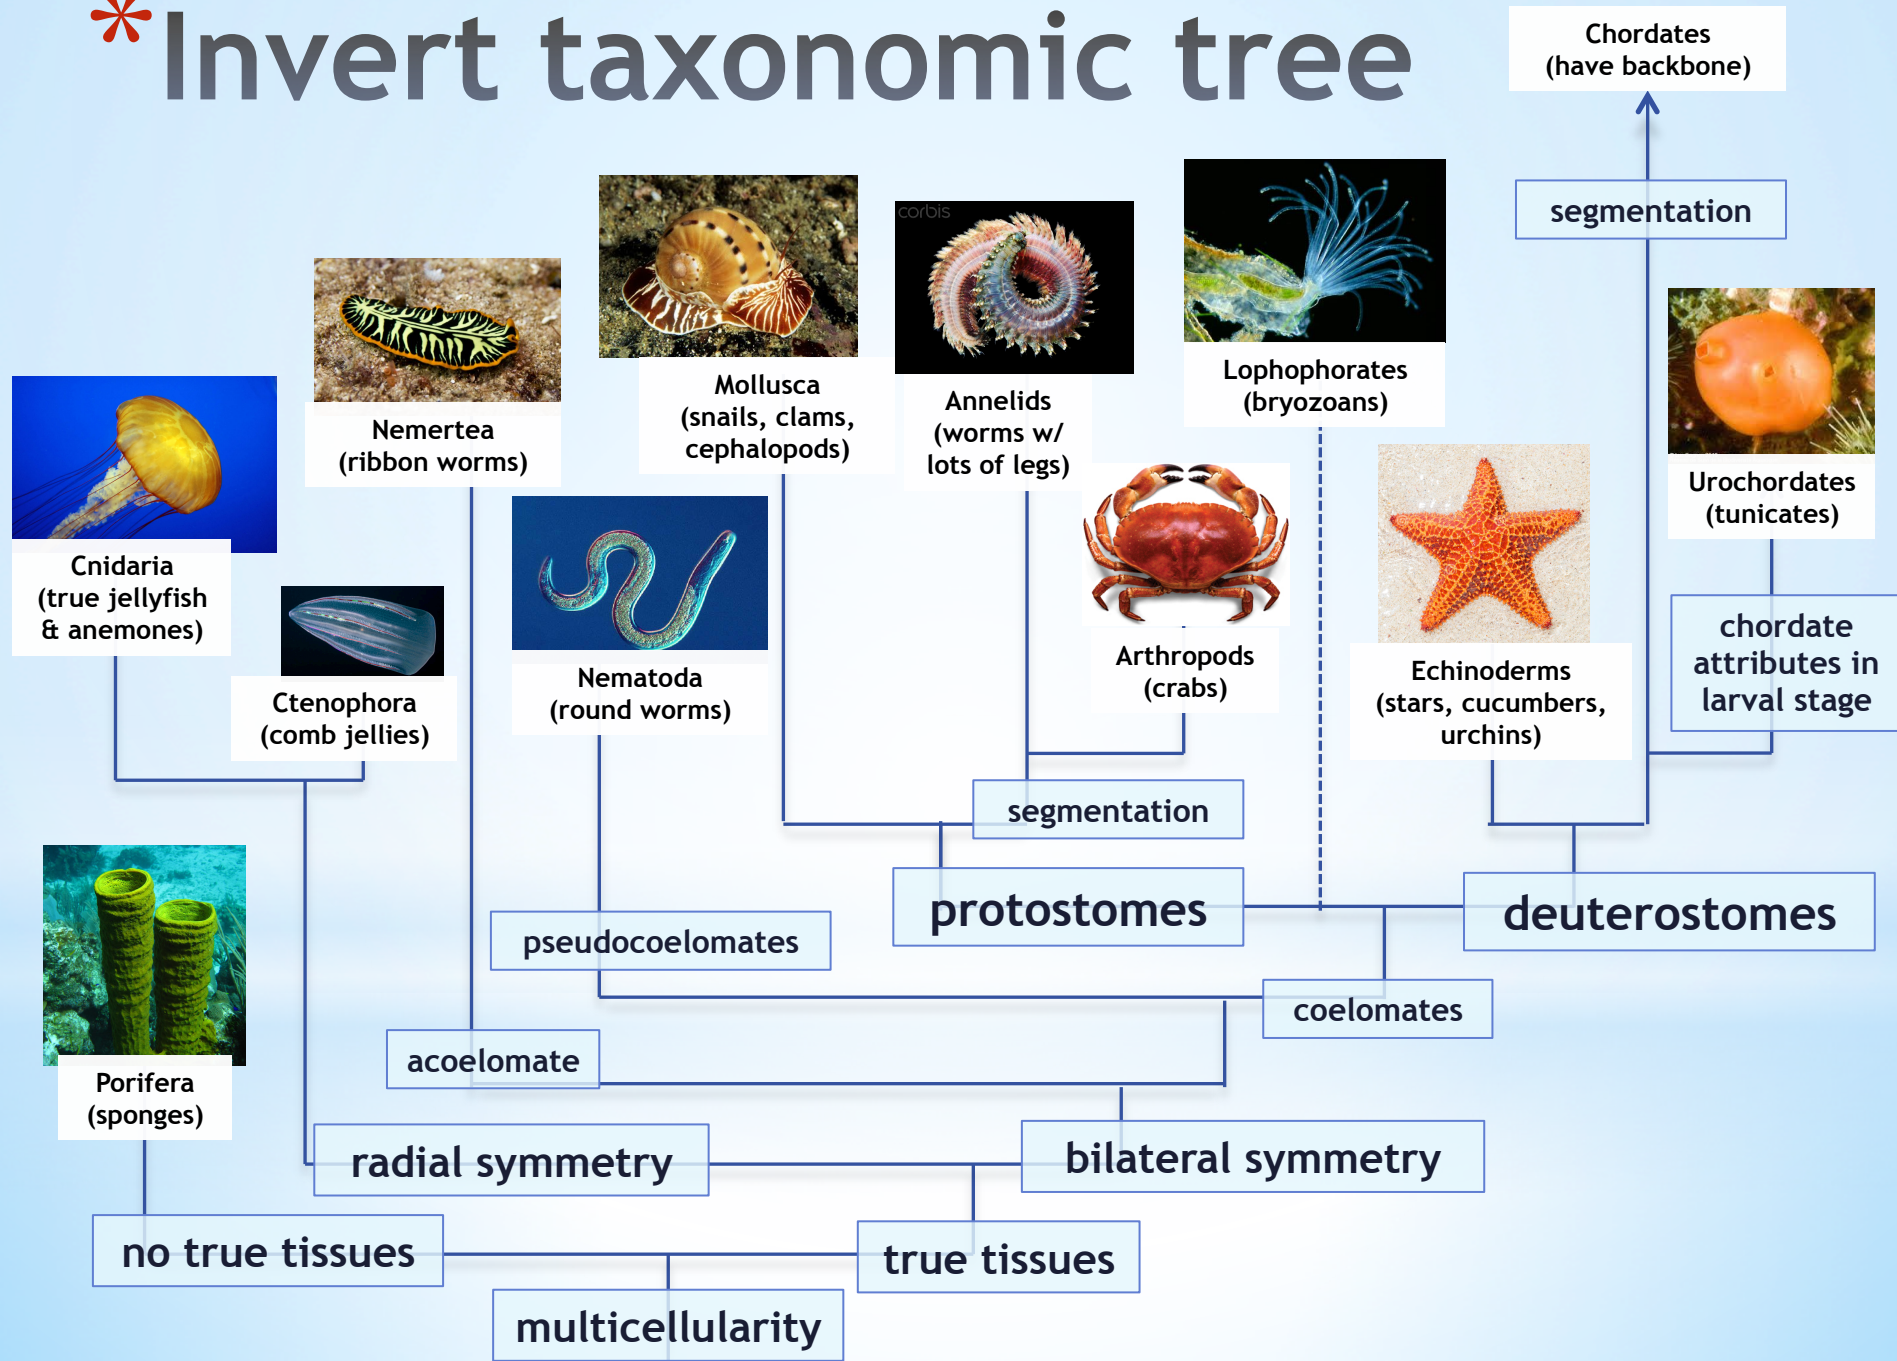 *Invert taxonomic tree
Chordates
(have backbone)
segmentation
corbis
Lophophorates
(bryozoans)
Mollusca
(snails, clams,
cephalopods)
Annelids
(worms w/
lots of legs)
Nemertea
(ribbon worms)
Urochordates
(tunicates)
Cnidaria
(true jellyfish
& anemones)
chordate
attributes in
larval stage
Arthropods
(crabs)
Echinoderms
(stars, cucumbers,
urchins)
Nematoda
(round worms)
Ctenophora
(comb jellies)
segmentation
protostomes
deuterostomes
pseudocoelomates
coelomates
acoelomate
Porifera
(sponges)
radial symmetry
bilateral symmetry
no true tissues
true tissues
multicellularity